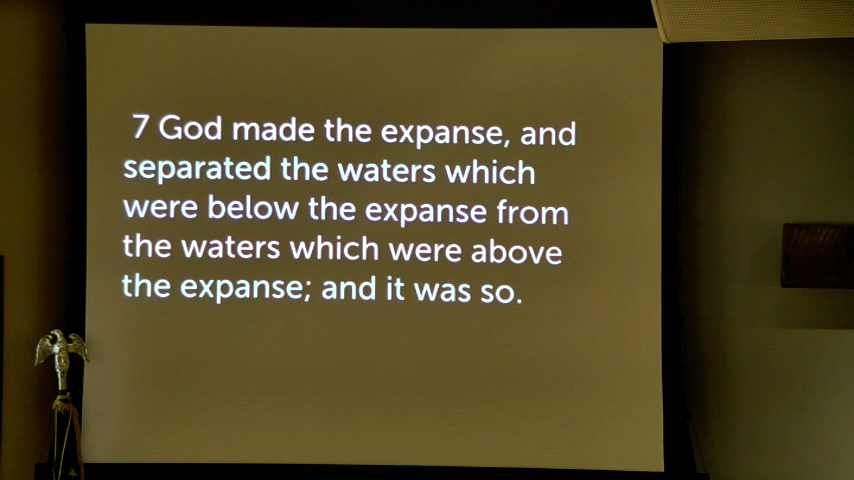 7 God made the expanse, and
separated the waters which
were below the expanse from
the waters which were above
the expanse; and it was so.